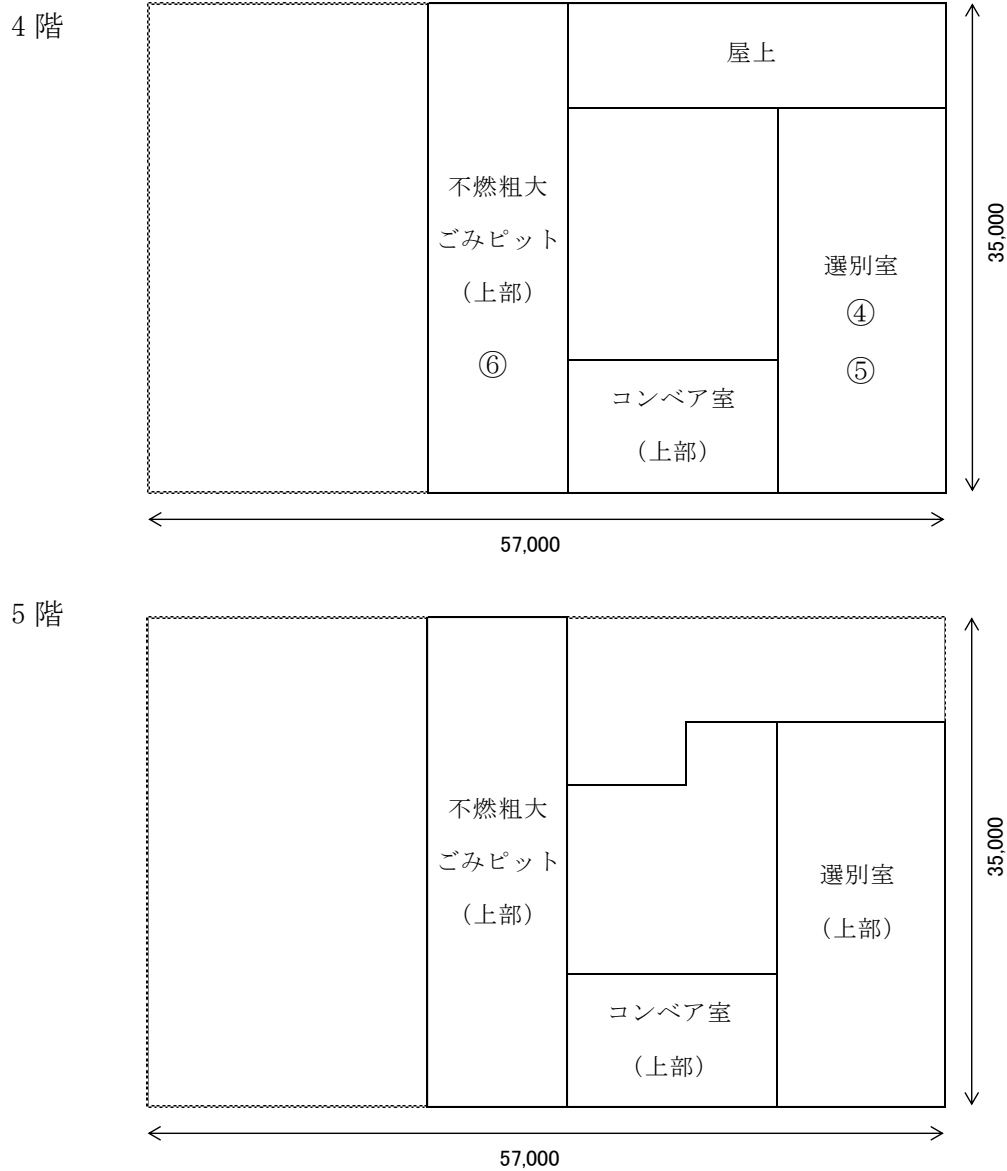 4 階
屋上
不燃粗大
ごみピット
（上部）
⑥
選別室
④
⑤
コンベア室
（上部）
35,000
57,000
5 階
不燃粗大
ごみピット
（上部）
選別室
（上部）
コンベア室
（上部）
35,000
57,000